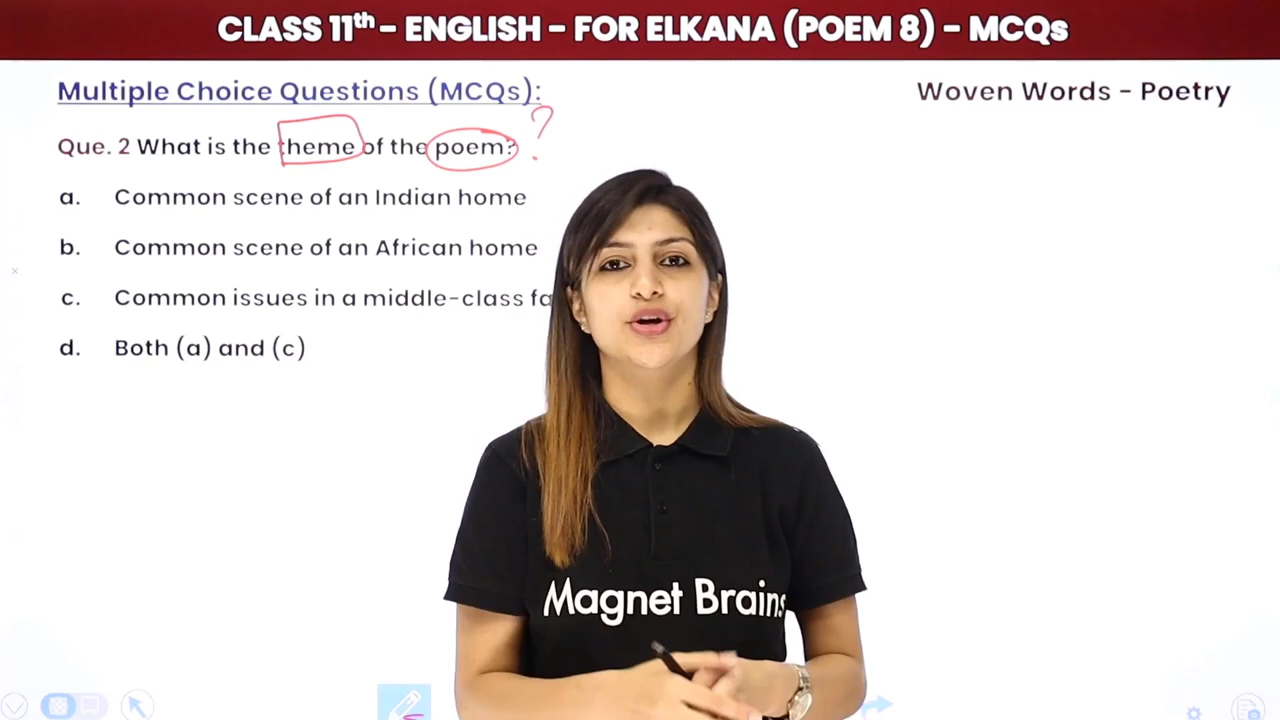 CLASS 11th - ENGLISH - FOR ELKANA (POEM 8) - MCQs
Multiple Choice Questions (MCQs):
Woven Words - Poetry
Que. 2 What is the theme of the poem? ?
a. Common scene of an Indian home
b. Common scene of an African home
c. Common issues in a middle-class fa
d. Both (a) and (c)
Magnet Brains